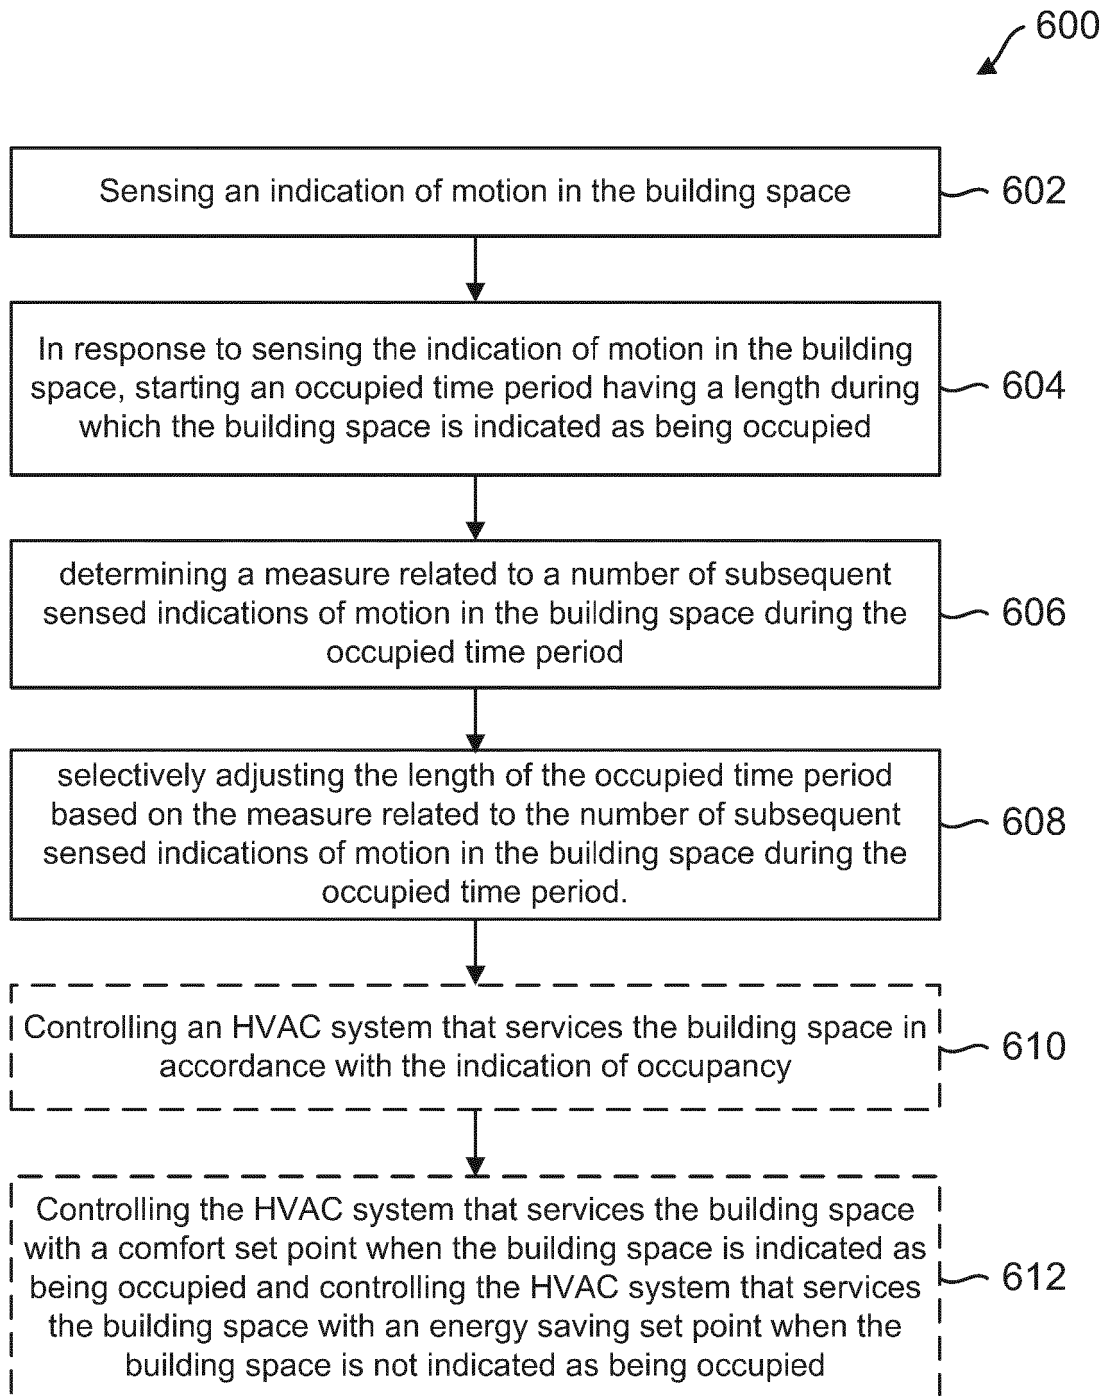 600
Sensing an indication of motion in the building space
602
In response to sensing the indication of motion in the building
space, starting an occupied time period having a length during
which the building space is indicated as being occupied
604
determining a measure related to a number of subsequent
sensed indications of motion in the building space during the
occupied time period
606
selectively adjusting the length of the occupied time period
based on the measure related to the number of subsequent
sensed indications of motion in the building space during the
occupied time period.
608
Controlling an HVAC system that services the building space in
accordance with the indication of occupancy
610
Controlling the HVAC system that services the building space
with a comfort set point when the building space is indicated as
being occupied and controlling the HVAC system that services
the building space with an energy saving set point when the
building space is not indicated as being occupied
612